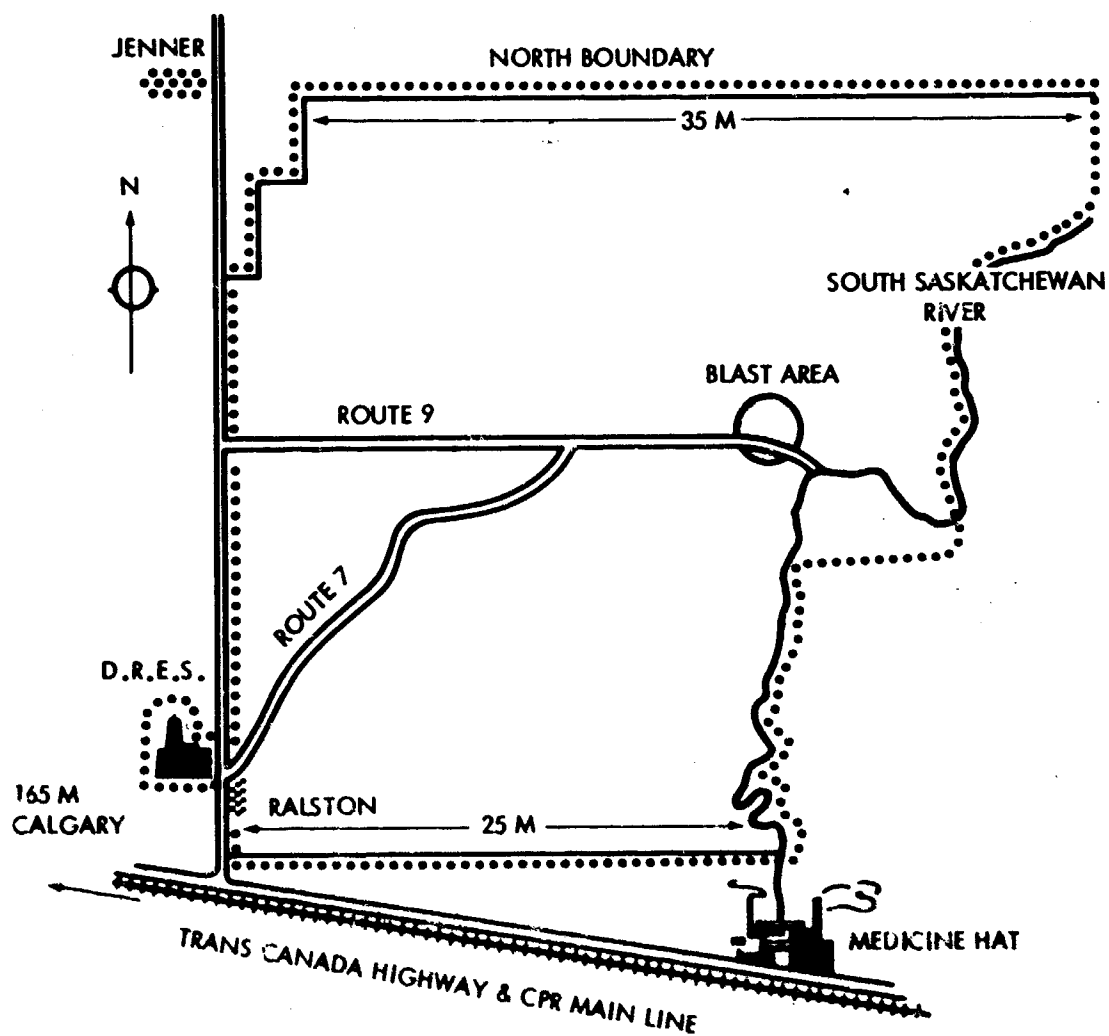 JENNER
NORTH BOUNDARY
35 M
N
SOUTH SASKATCHEWAN
RIVER
BLAST AREA
ROUTE 9
ROUTE 7
D.R.E.S.
165 M
CALGARY
RALSTON
25 M
MEDICINE HAT
TRANS CANADA HIGHWAY & CPR MAIN LINE